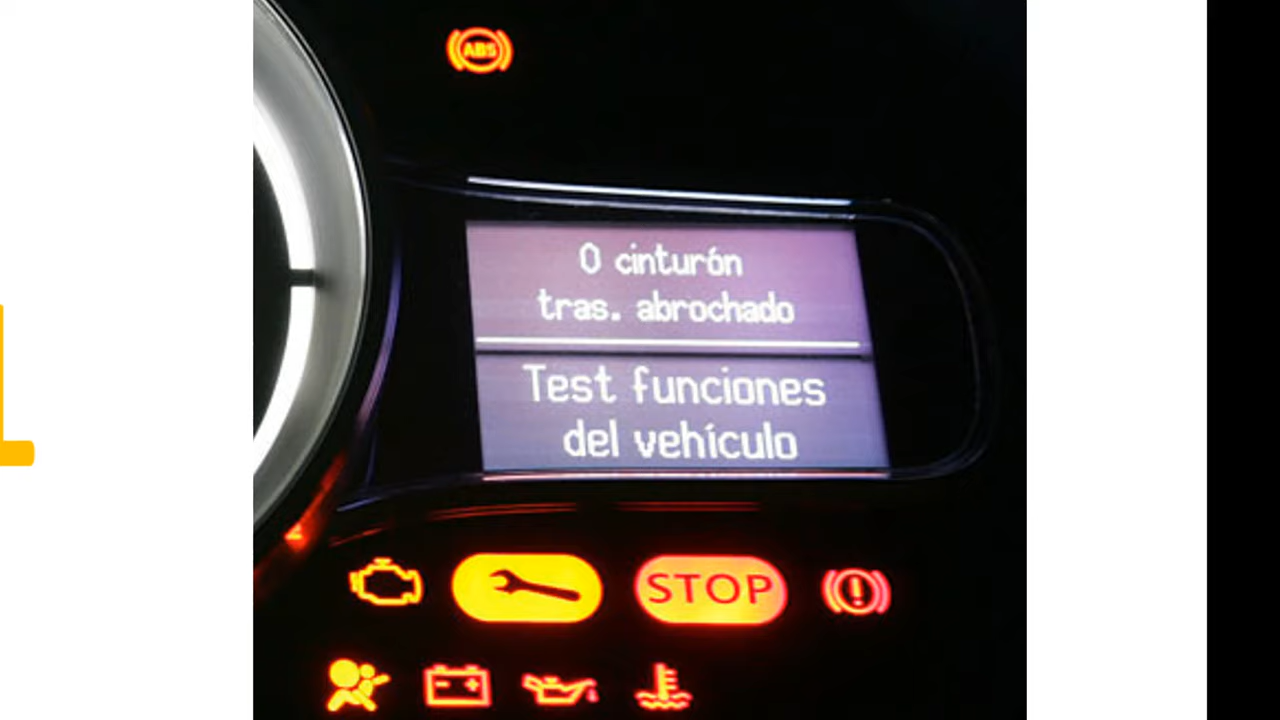 ABS
0 cinturón
tras. abrochado
Test funciones
del vehículo
STOP